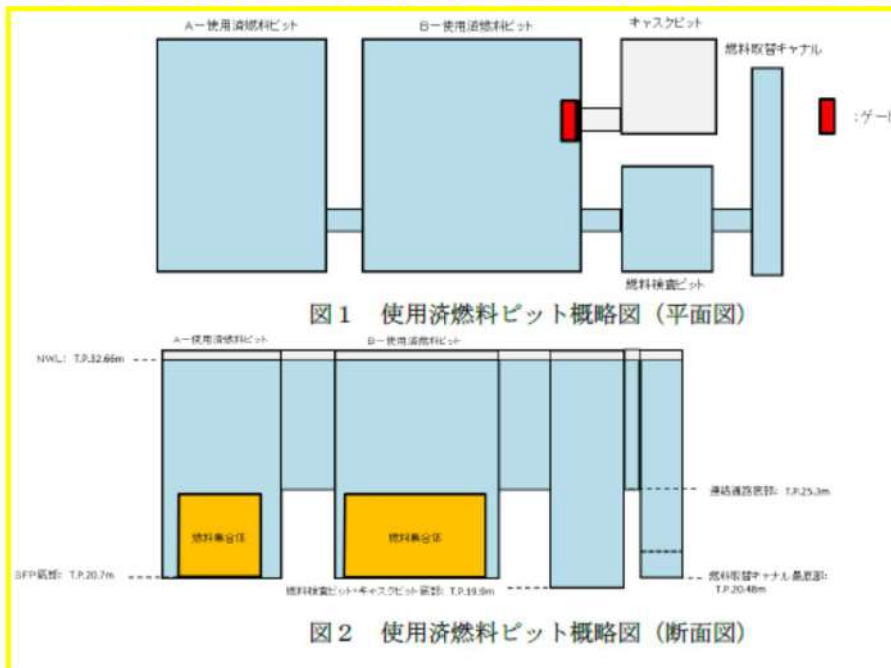 A－使用済燃料ピット
B－使用済燃料ピット
キャスクピット
燃料取替キャナル
:ゲー
燃料検査ピット
図１　使用済燃料ピット概略図（平面図）
A－使用済燃料ピット
B－使用済燃料ピット
NWL: T.P.32.66m
連絡通路底部: T.P.25.3m
燃料集合体
燃料集合体
SFP底部: T.P.20.7m
燃料検査ピット・キャスクピット底部: T.P.19.9m
燃料取替キャナル最底部:
T.P.20.48m
図２　使用済燃料ピット概略図（断面図）